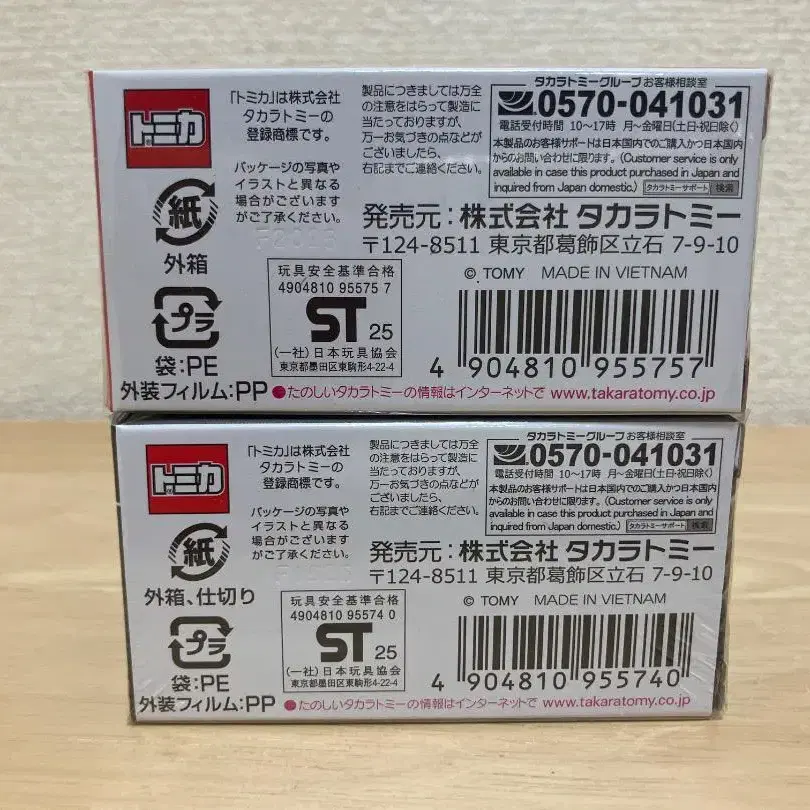 トミカ
「トミカ」は株式会社
タカラトミーの
登録商標です。
パッケージの写真や
イラストと異なる
場合がございます
がご了承ください。
製品につきましては万全
の注意をはらって製造に
当たっておりますが、
万一お気づきの点などが
ございましたら、
右記までご連絡ください。
タカラトミーグループ お客様相談室
0570-041031
電話受付時間 10〜17時 月〜金曜日(土日・祝日除く)
本製品のお客様サポートは日本国内でのご購入かつ日本国内
からのお問い合わせに限ります。(Customer service is only
available in case this product purchased in Japan and
inquired from Japan domestic.) タカラトミーサポート 検索
発売元:株式会社 タカラトミー
〒124-8511 東京都葛飾区立石 7-9-10
紙
外箱
プラ
袋:PE
外装フィルム:PP
玩具安全基準合格
4904810 95575 7
ST 25
(一社)日本玩具協会
東京都墨田区東駒形4-22-4
© TOMY MADE IN VIETNAM
4 904810 955757
●たのしいタカラトミーの情報はインターネットで www.takaratomy.co.jp
トミカ
「トミカ」は株式会社
タカラトミーの
登録商標です。
パッケージの写真や
イラストと異なる
場合がございます
がご了承ください。
製品につきましては万全
の注意をはらって製造に
当たっておりますが、
万一お気づきの点などが
ございましたら、
右記までご連絡ください。
タカラトミーグループ お客様相談室
0570-041031
電話受付時間 10〜17時 月〜金曜日(土日・祝日除く)
本製品のお客様サポートは日本国内でのご購入かつ日本国内
からのお問い合わせに限ります。(Customer service is only
available in case this product purchased in Japan and
inquired from Japan domestic.) タカラトミーサポート 検索
発売元:株式会社 タカラトミー
〒124-8511 東京都葛飾区立石 7-9-10
紙
外箱、仕切り
プラ
袋:PE
外装フィルム:PP
玩具安全基準合格
4904810 95574 0
ST 25
(一社)日本玩具協会
東京都墨田区東駒形4-22-4
© TOMY MADE IN VIETNAM
4 904810 955740
●たのしいタカラトミーの情報はインターネットで www.takaratomy.co.jp